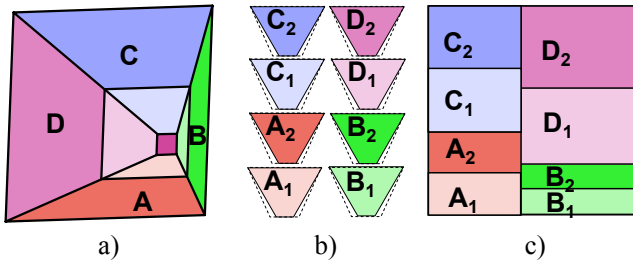 C
D
B
A
a)
C₂ D₂
C₁ D₁
A₂ B₂
A₁ B₁
b)
C₂ D₂
C₁ D₁
A₂ B₂
A₁ B₁
c)